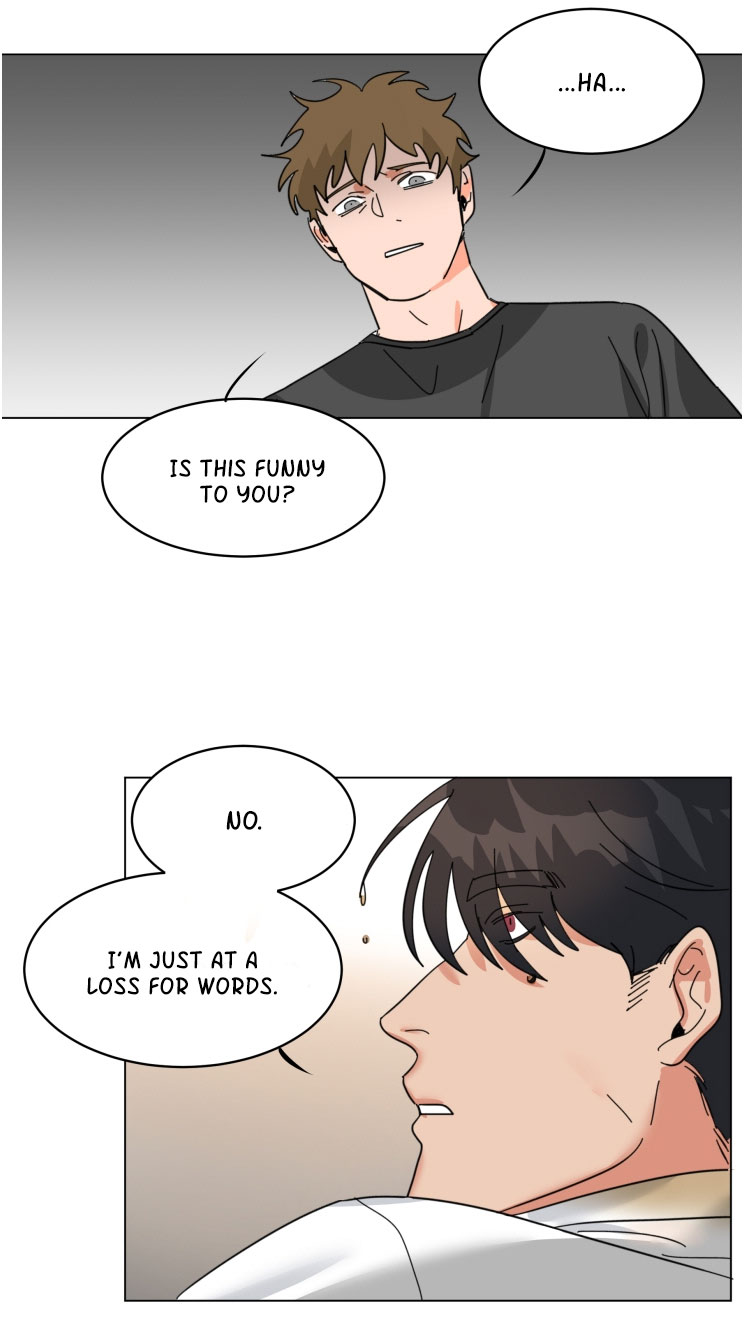 ...HA...
IS THIS FUNNY
TO YOU?
NO.
I'M JUST AT A
LOSS FOR WORDS.